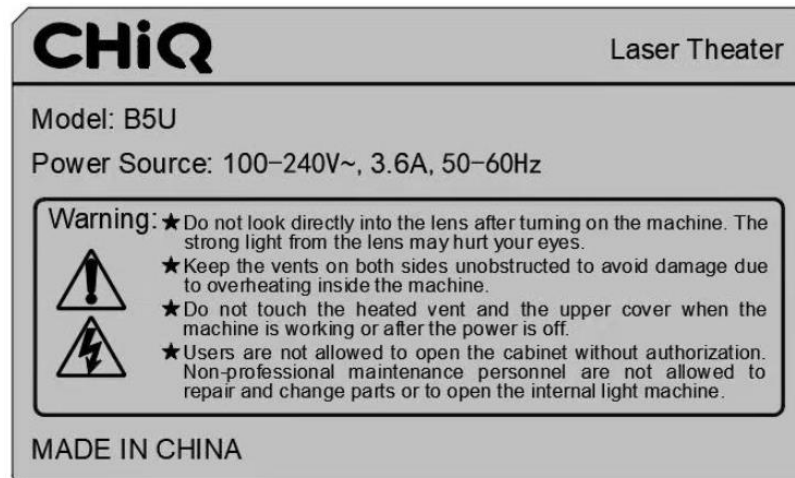 CHiQ
Laser Theater
Model: B5U
Power Source: 100-240V~, 3.6A, 50-60Hz
Warning: ★Do not look directly into the lens after turning on the machine. The
strong light from the lens may hurt your eyes.
★Keep the vents on both sides unobstructed to avoid damage due
to overheating inside the machine.
★Do not touch the heated vent and the upper cover when the
machine is working or after the power is off.
★Users are not allowed to open the cabinet without authorization.
Non-professional maintenance personnel are not allowed to
repair and change parts or to open the internal light machine.
MADE IN CHINA